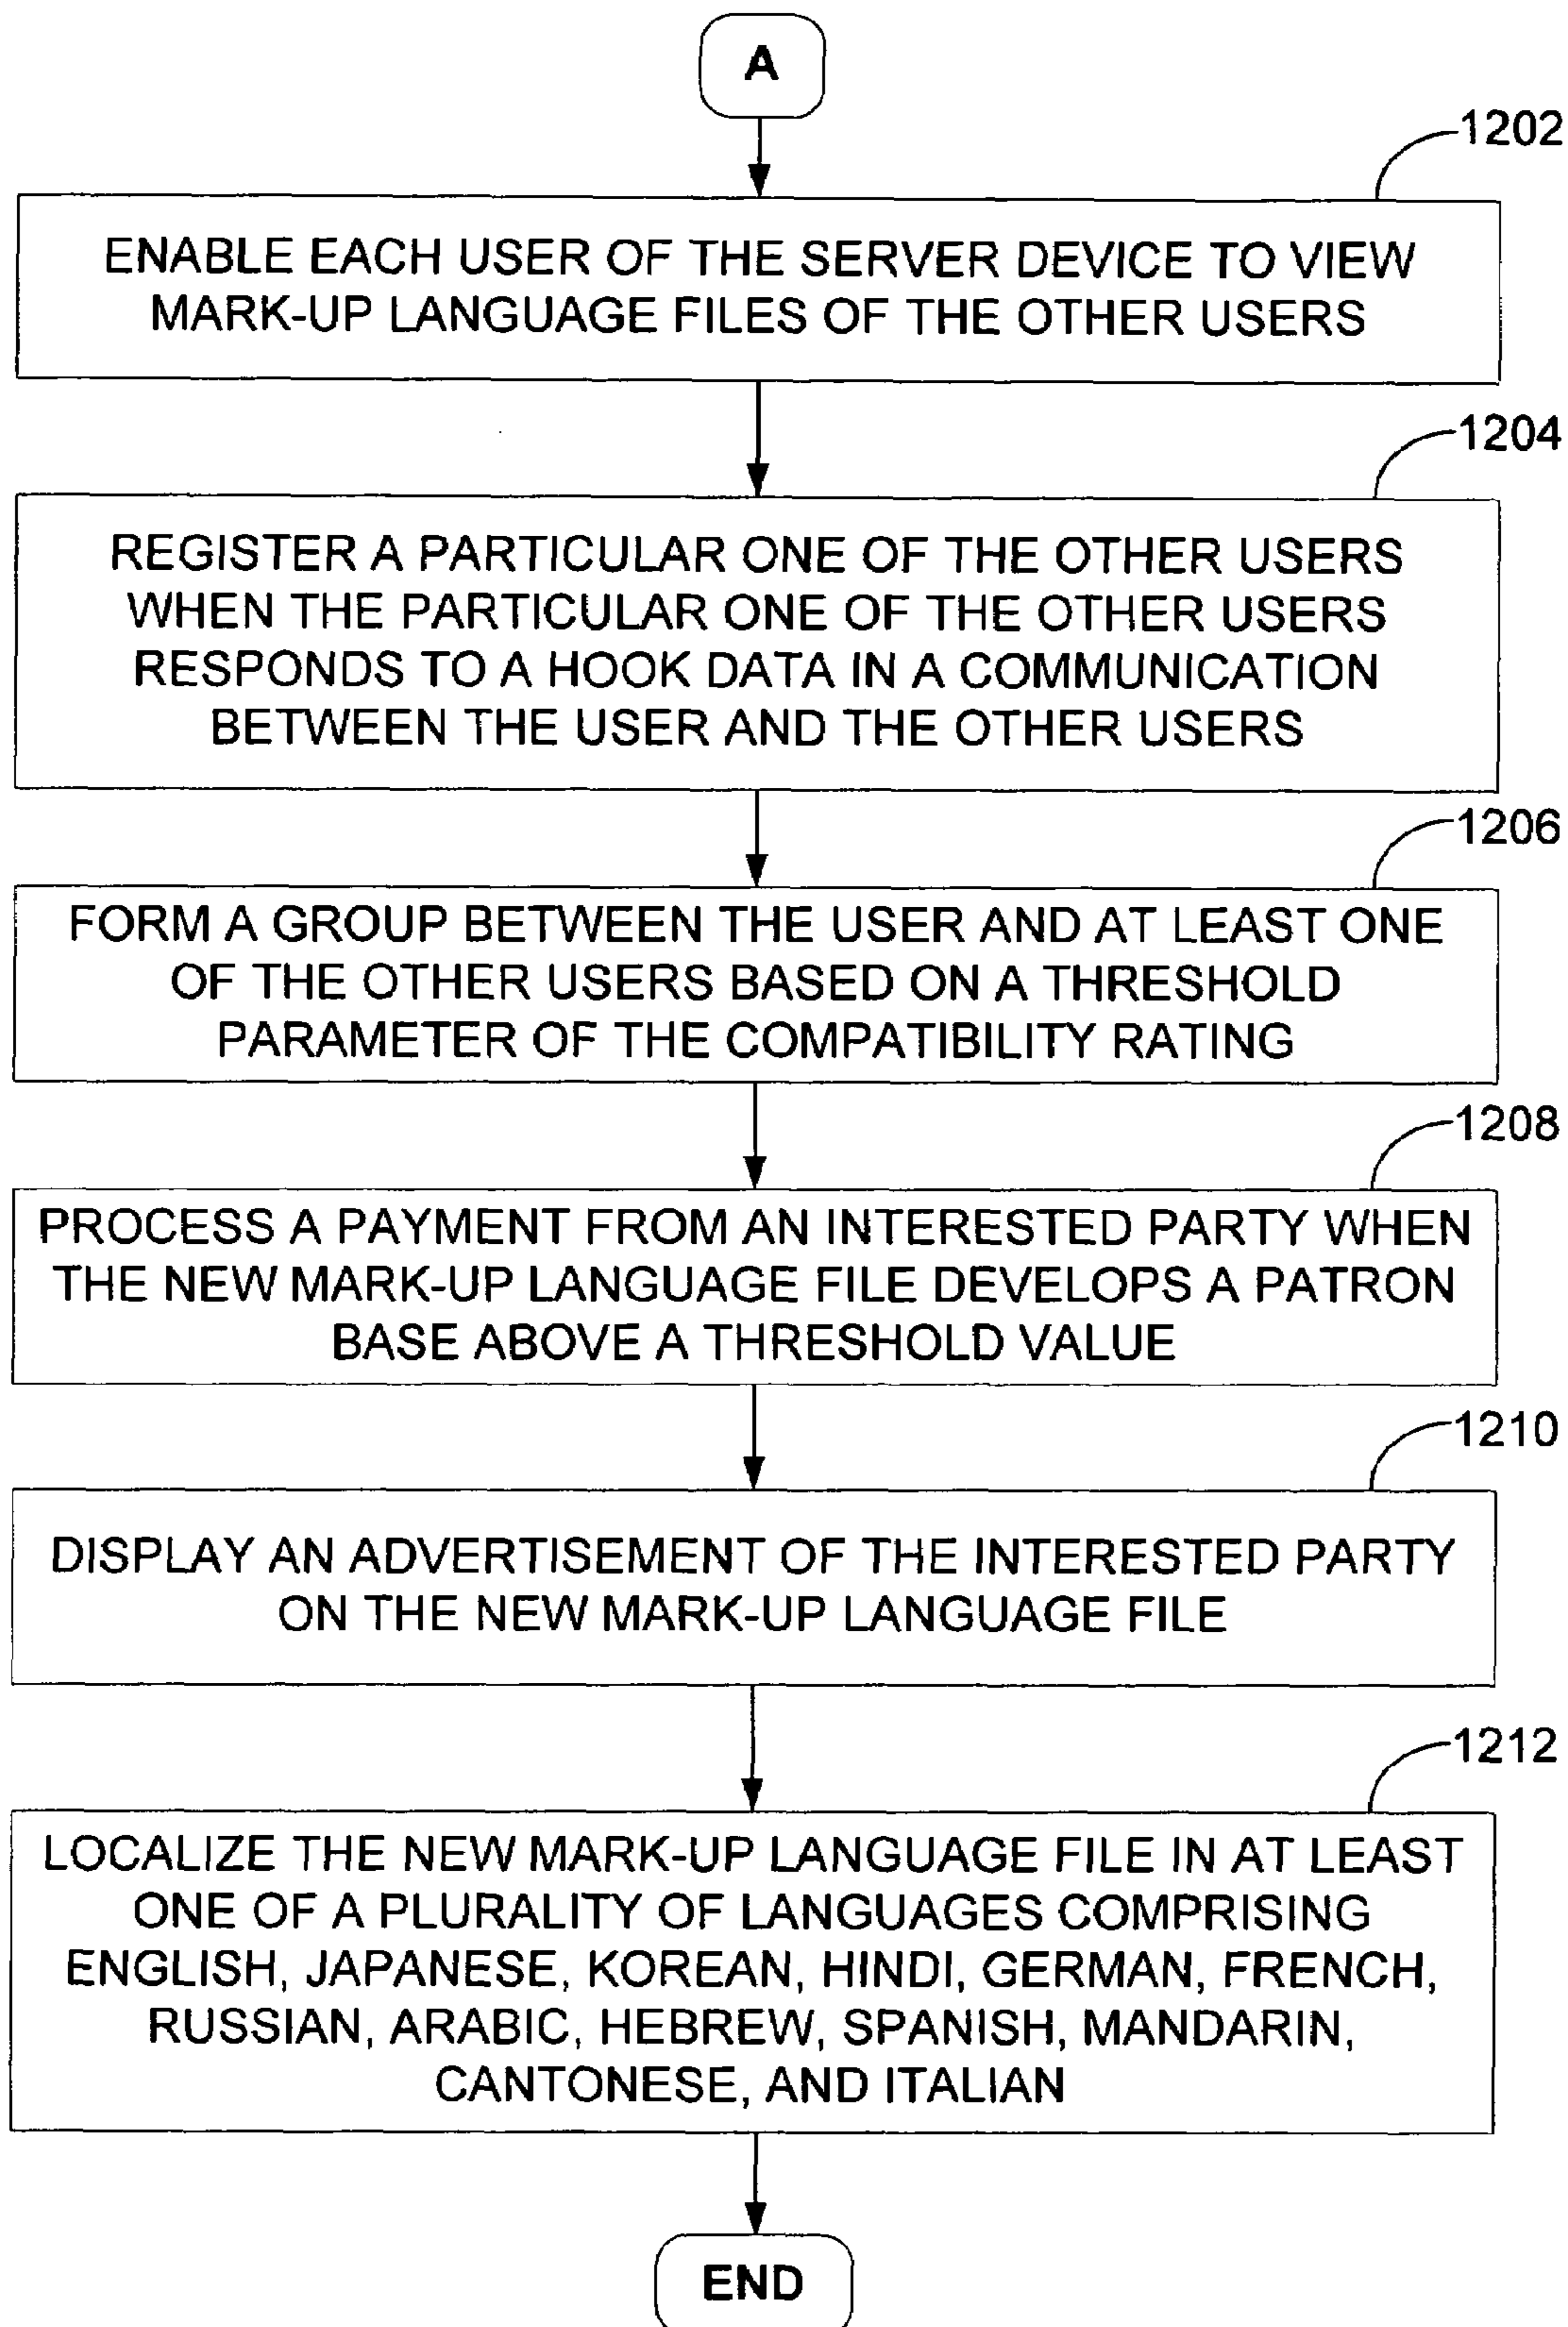 A
1202
ENABLE EACH USER OF THE SERVER DEVICE TO VIEW
MARK-UP LANGUAGE FILES OF THE OTHER USERS
1204
REGISTER A PARTICULAR ONE OF THE OTHER USERS
WHEN THE PARTICULAR ONE OF THE OTHER USERS
RESPONDS TO A HOOK DATA IN A COMMUNICATION
BETWEEN THE USER AND THE OTHER USERS
1206
FORM A GROUP BETWEEN THE USER AND AT LEAST ONE
OF THE OTHER USERS BASED ON A THRESHOLD
PARAMETER OF THE COMPATIBILITY RATING
1208
PROCESS A PAYMENT FROM AN INTERESTED PARTY WHEN
THE NEW MARK-UP LANGUAGE FILE DEVELOPS A PATRON
BASE ABOVE A THRESHOLD VALUE
1210
DISPLAY AN ADVERTISEMENT OF THE INTERESTED PARTY
ON THE NEW MARK-UP LANGUAGE FILE
1212
LOCALIZE THE NEW MARK-UP LANGUAGE FILE IN AT LEAST
ONE OF A PLURALITY OF LANGUAGES COMPRISING
ENGLISH, JAPANESE, KOREAN, HINDI, GERMAN, FRENCH,
RUSSIAN, ARABIC, HEBREW, SPANISH, MANDARIN,
CANTONESE, AND ITALIAN
END